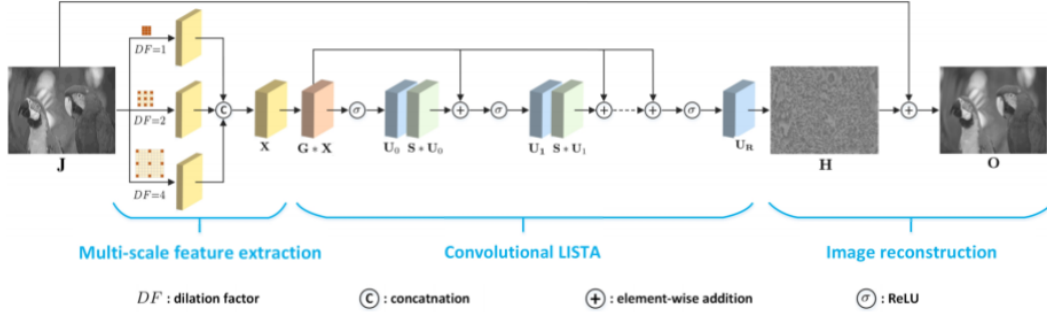 DF=1
DF=2
DF=4
C
σ
+
σ
+
+
σ
+
J
X
G * X
U₀ S * U₀
U₁ S * U₁
U_R
H
O
Multi-scale feature extraction
Convolutional LISTA
Image reconstruction
DF : dilation factor
C : concatnation
+ : element-wise addition
σ : ReLU